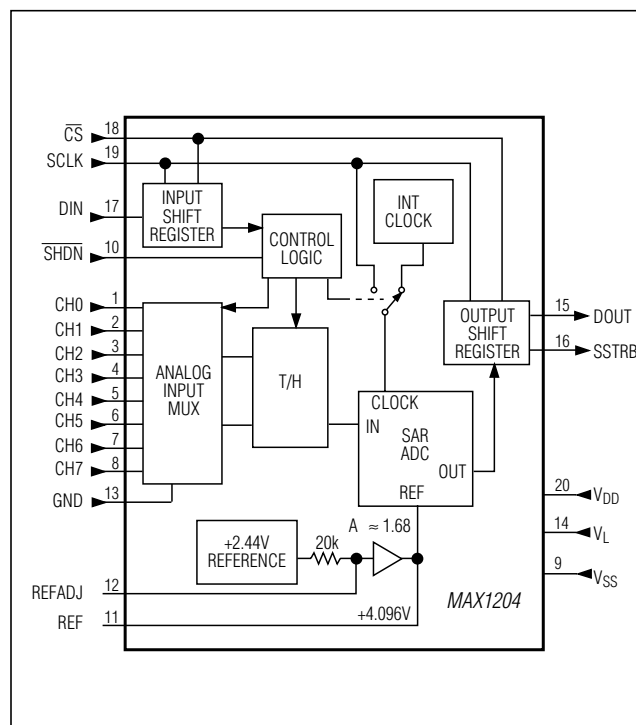 CS 18
SCLK 19
DIN 17
SHDN 10
INPUT
SHIFT
REGISTER
CONTROL
LOGIC
INT
CLOCK
CH0 1
CH1 2
CH2 3
CH3 4
CH4 5
CH5 6
CH6 7
CH7 8
GND 13
ANALOG
INPUT
MUX
T/H
CLOCK
IN
SAR
ADC
OUT
REF
OUTPUT
SHIFT
REGISTER
15 DOUT
16 SSTRB
20 VDD
14 VL
9 VSS
+2.44V
REFERENCE
20k
A ≈ 1.68
REFADJ 12
REF 11
+4.096V
MAX1204